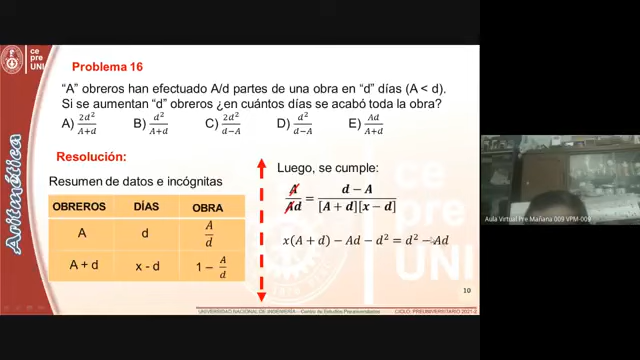 ce
pre
UNI
Problema 16
ce
pre
UNI
“A” obreros han efectuado A/d partes de una obra en “d” días (A < d).
Si se aumentan “d” obreros ¿en cuántos días se acabó toda la obra?
A) 2d²/A+d B) d²/A+d C) 2d²/d−A D) d²/d−A E) Ad/A+d
Aritmética
Resolución:
Resumen de datos e incógnitas
OBREROS DÍAS OBRA
A d A/d
A + d x - d 1 − A/d
Luego, se cumple:
A/Ad = d − A/[A + d][x − d]
x(A + d) − Ad − d² = d² − Ad
10
UNIVERSIDAD NACIONAL DE INGENIERÍA – Centro de Estudios Preuniversitarios CICLO PREUNIVERSITARIO 2021-2
Aula Virtual Pre Mañana 009 VPM-009